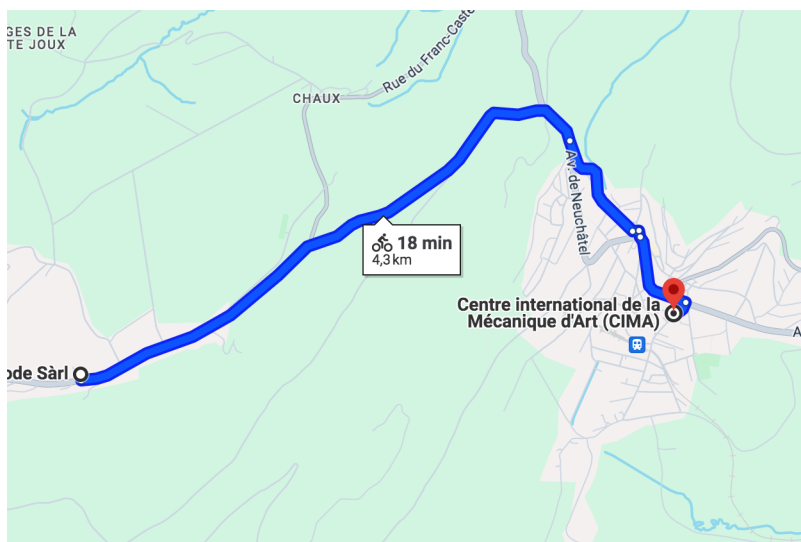 GES DE LA
TE JOUX
Rue du Franc-Caste
CHAUX
Av. de Neuchâtel
18 min
4,3 km
Centre international de la
Mécanique d'Art (CIMA)
ode Sàrl
A